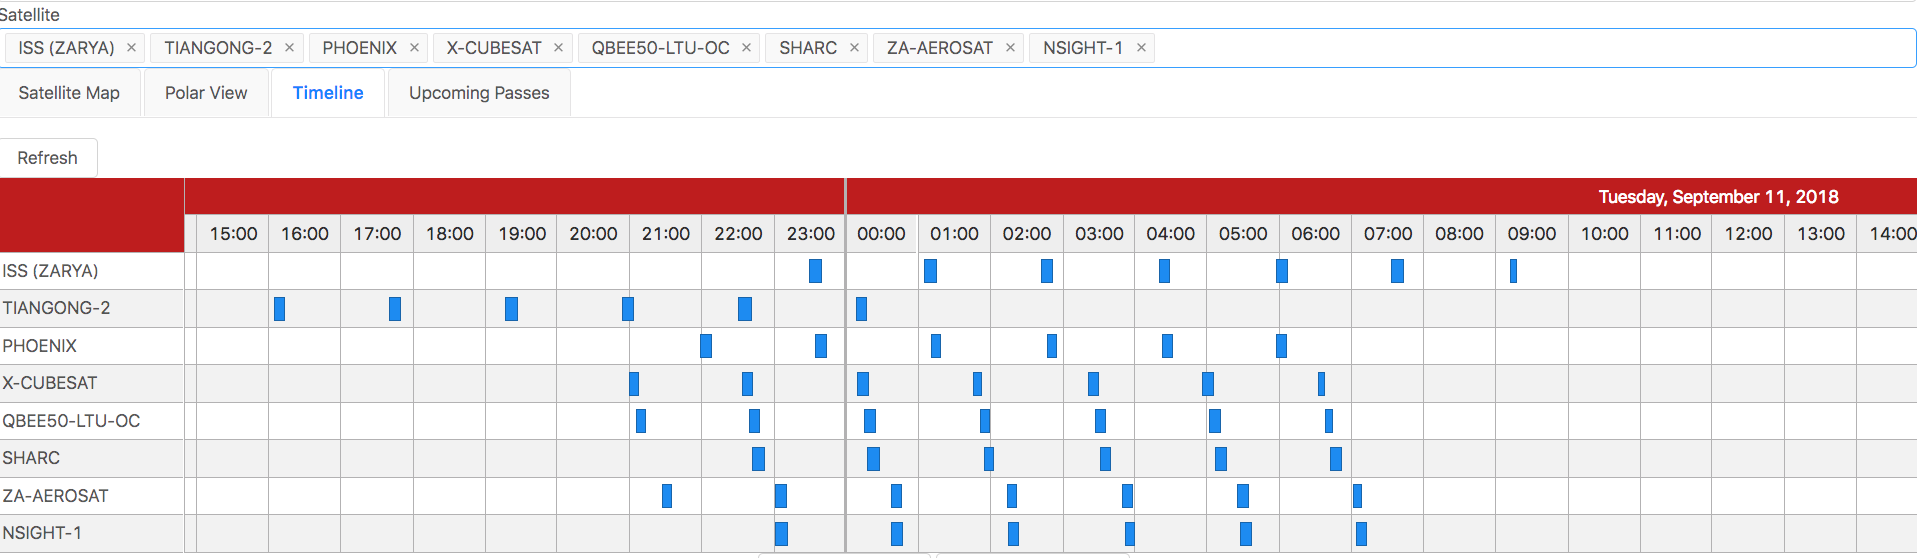 Satellite
ISS (ZARYA) × TIANGONG-2 × PHOENIX × X-CUBESAT × QBEE50-LTU-OC × SHARC × ZA-AEROSAT × NSIGHT-1 ×
Satellite Map Polar View Timeline Upcoming Passes
Refresh
Tuesday, September 11, 2018
15:00 16:00 17:00 18:00 19:00 20:00 21:00 22:00 23:00 00:00 01:00 02:00 03:00 04:00 05:00 06:00 07:00 08:00 09:00 10:00 11:00 12:00 13:00 14:00
ISS (ZARYA)
TIANGONG-2
PHOENIX
X-CUBESAT
QBEE50-LTU-OC
SHARC
ZA-AEROSAT
NSIGHT-1